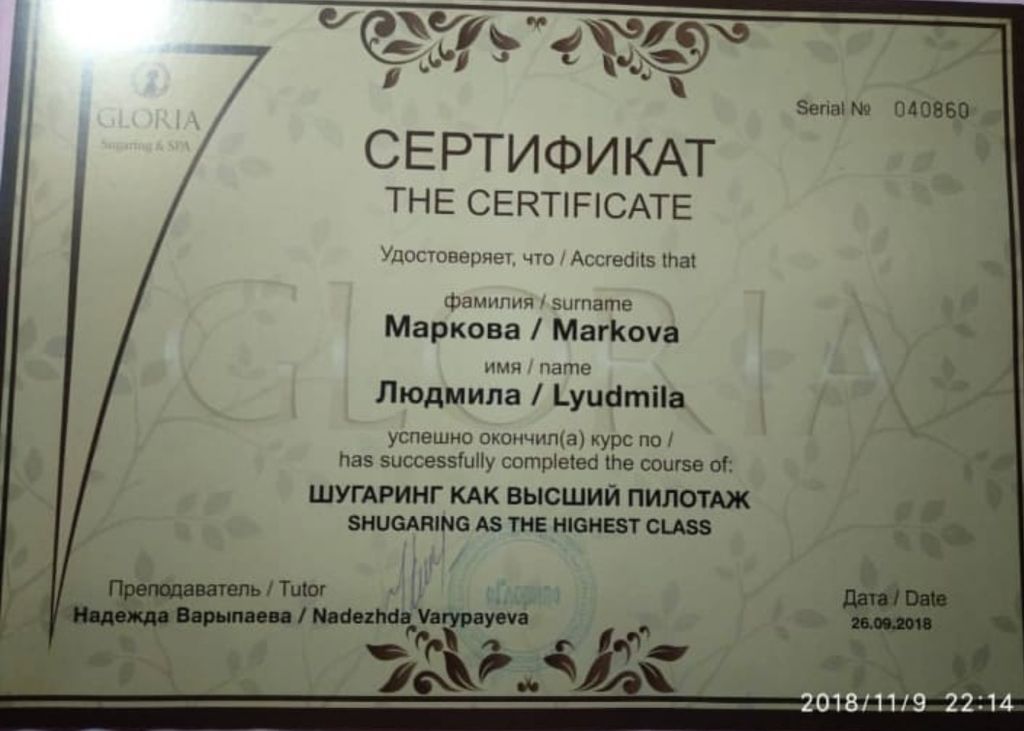 GLORIA
Sugaring & SPA
Serial № 040860
СЕРТИФИКАТ
THE CERTIFICATE
Удостоверяет, что / Accredits that
GLORIA
фамилия / surname
Маркова / Markova
имя / name
Людмила / Lyudmila
успешно окончил(а) курс по /
has successfully completed the course of:
ШУГАРИНГ КАК ВЫСШИЙ ПИЛОТАЖ
SHUGARING AS THE HIGHEST CLASS
Преподаватель / Tutor
Надежда Варыпаева / Nadezhda Varypayeva
«Глория»
Дата / Date
26.09.2018
2018/11/9 22:14